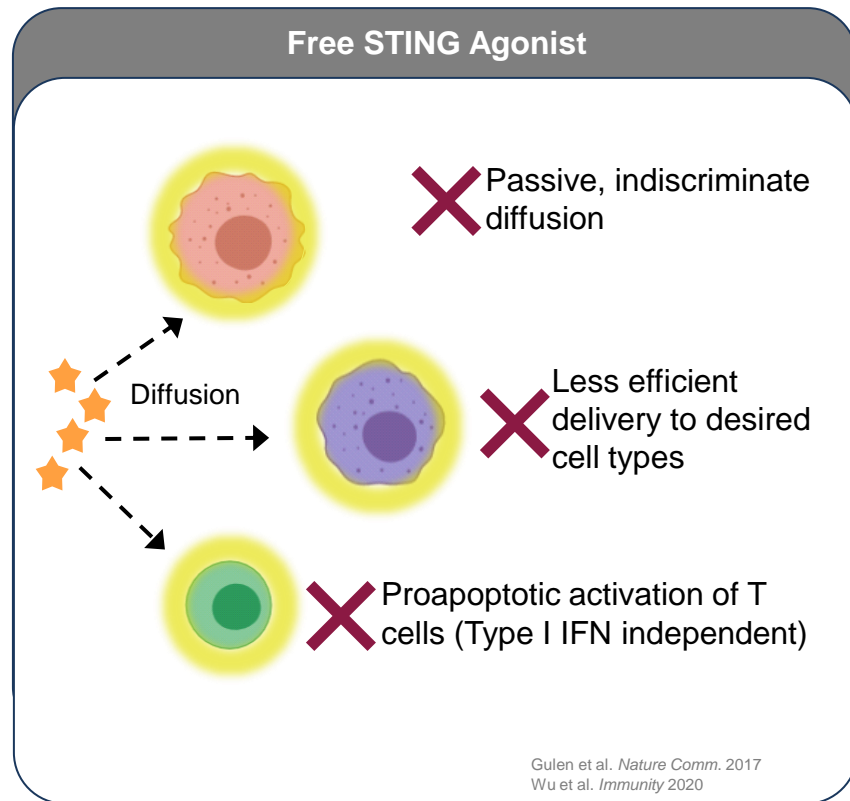 Free STING Agonist
Passive, indiscriminate
diffusion
Diffusion
Less efficient
delivery to desired
cell types
Proapoptotic activation of T
cells (Type I IFN independent)
Gulen et al. Nature Comm. 2017
Wu et al. Immunity 2020